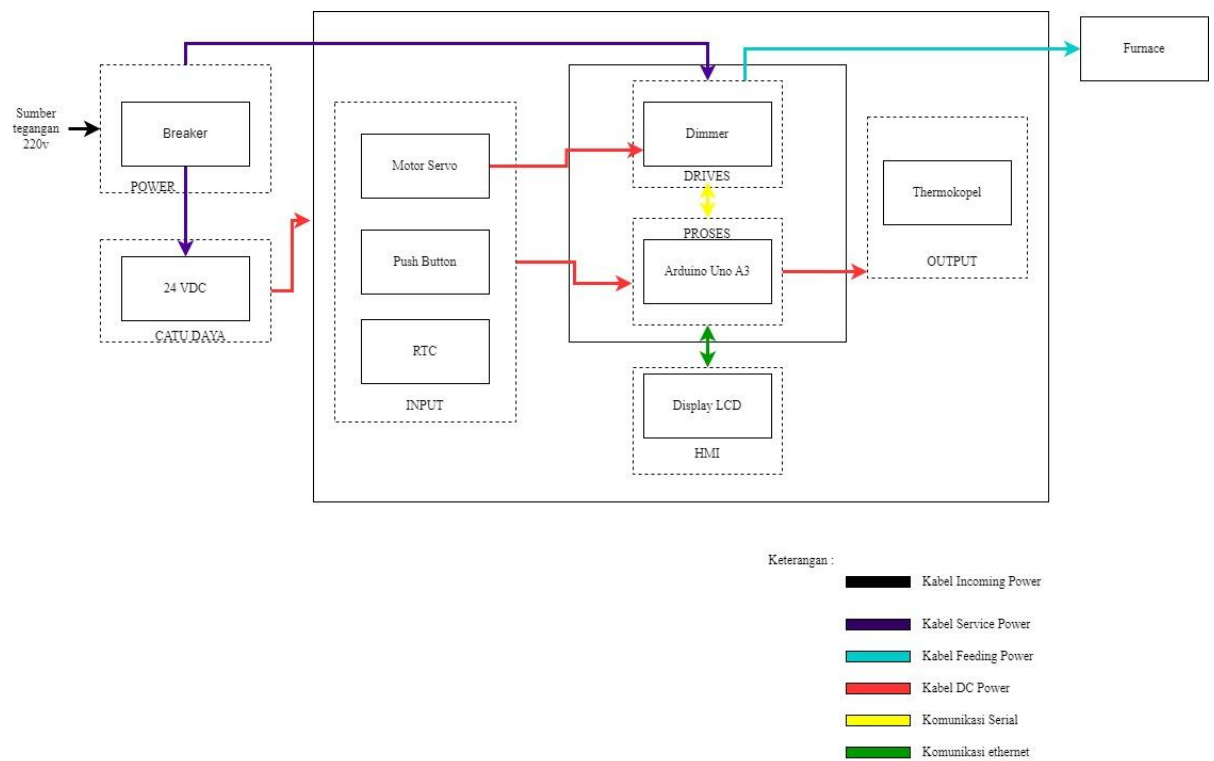 Sumber
tegangan
220v
Breaker
POWER
24 VDC
CATU DAYA
Motor Servo
Push Button
RTC
INPUT
Dimmer
DRIVES
PROSES
Arduino Uno A3
Display LCD
HMI
Thermokopel
OUTPUT
Furnace
Keterangan :
Kabel Incoming Power
Kabel Service Power
Kabel Feeding Power
Kabel DC Power
Komunikasi Serial
Komunikasi ethernet